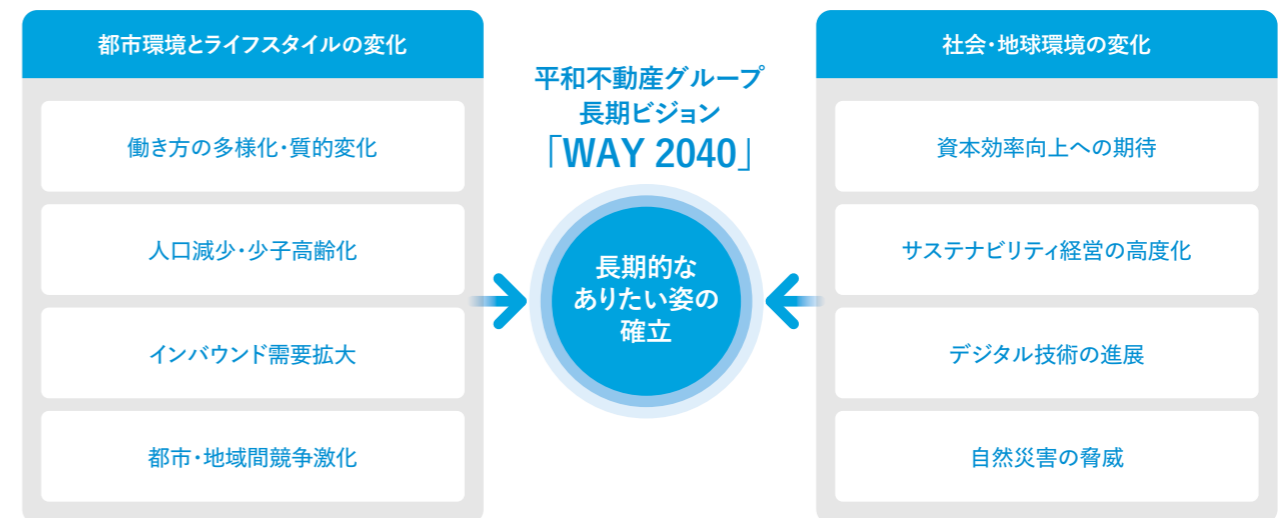 都市環境とライフスタイルの変化
働き方の多様化・質的変化
人口減少・少子高齢化
インバウンド需要拡大
都市・地域間競争激化
平和不動産グループ
長期ビジョン
「WAY 2040」
長期的な
ありたい姿の
確立
社会・地球環境の変化
資本効率向上への期待
サステナビリティ経営の高度化
デジタル技術の進展
自然災害の脅威